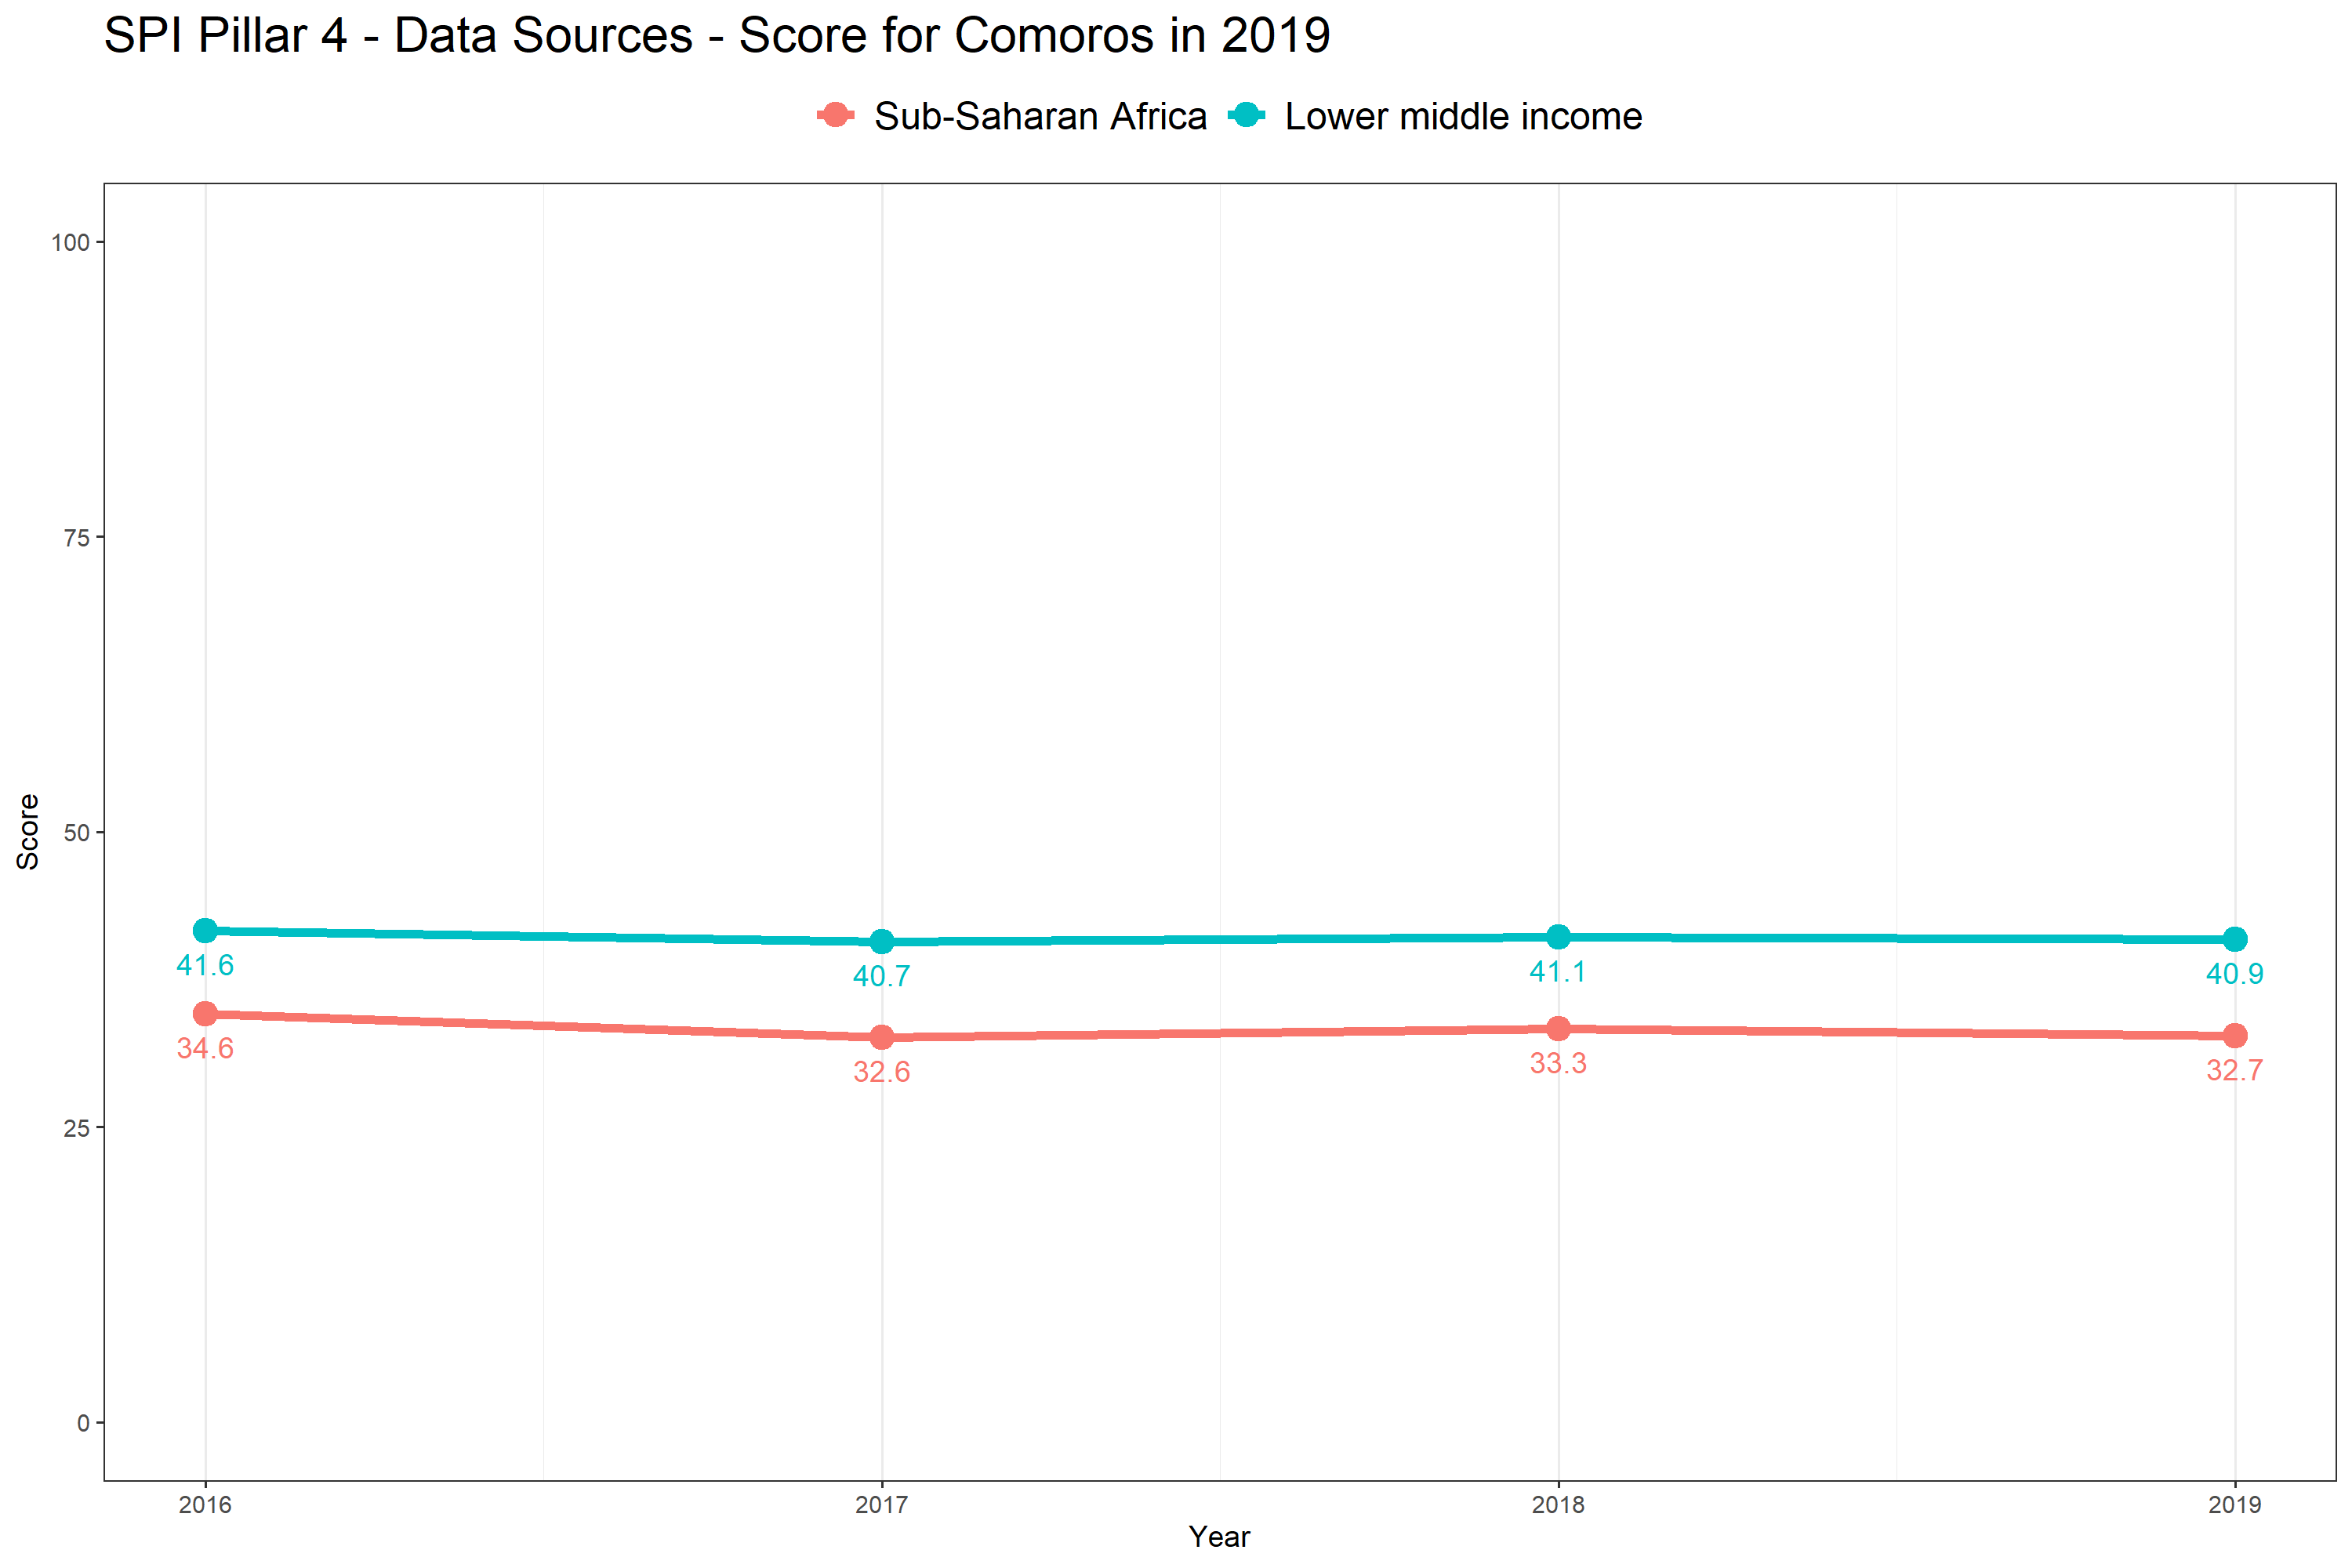 SPI Pillar 4 - Data Sources - Score for Comoros in 2019
Sub-Saharan Africa Lower middle income
100
75
50
25
0
Score
41.6 40.7 41.1 40.9
34.6 32.6 33.3 32.7
2016 2017 2018 2019
Year